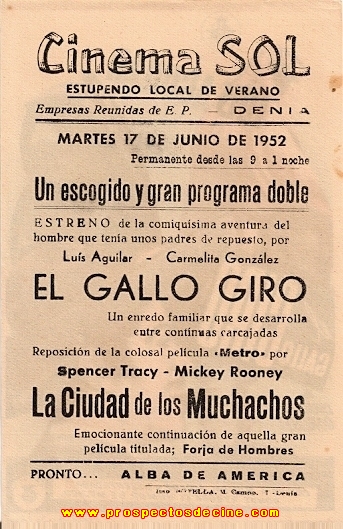 Cinema SOL
ESTUPENDO LOCAL DE VERANO
Empresas Reunidas de E. P. - DENIA
MARTES 17 DE JUNIO DE 1952
Permanente desde las 9 a 1 noche
Un escogido y gran programa doble
ESTRENO de la comiquísima aventura del
hombre que tenía unos padres de repuesto, por
Luís Aguilar - Carmelita González
EL GALLO GIRO
Un enredo familiar que se desarrolla
entre contínuas carcajadas
Reposición de la colosal película «Metro» por
Spencer Tracy - Mickey Rooney
La Ciudad de los Muchachos
Emocionante continuación de aquella gran
película titulada; Forja de Hombres
PRONTO... ALBA DE AMERICA
www.prospectosdecine.com